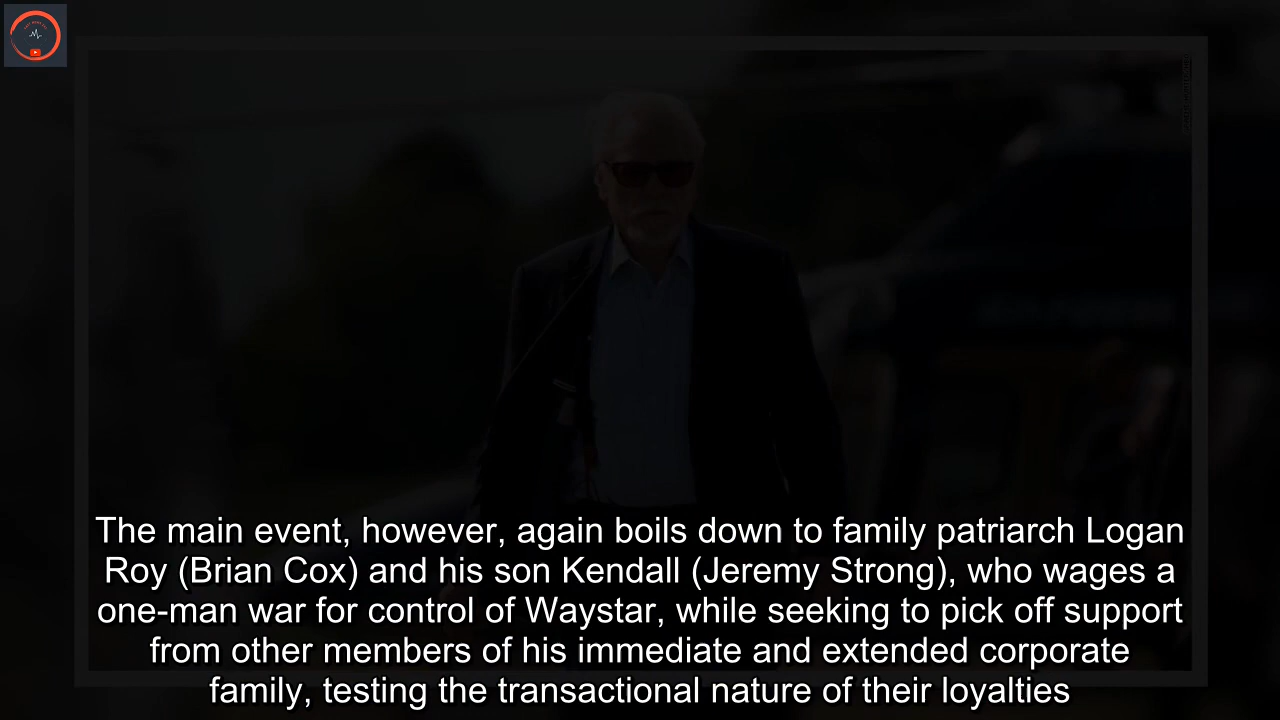 The main event, however, again boils down to family patriarch Logan
Roy (Brian Cox) and his son Kendall (Jeremy Strong), who wages a
one-man war for control of Waystar, while seeking to pick off support
from other members of his immediate and extended corporate
family, testing the transactional nature of their loyalties